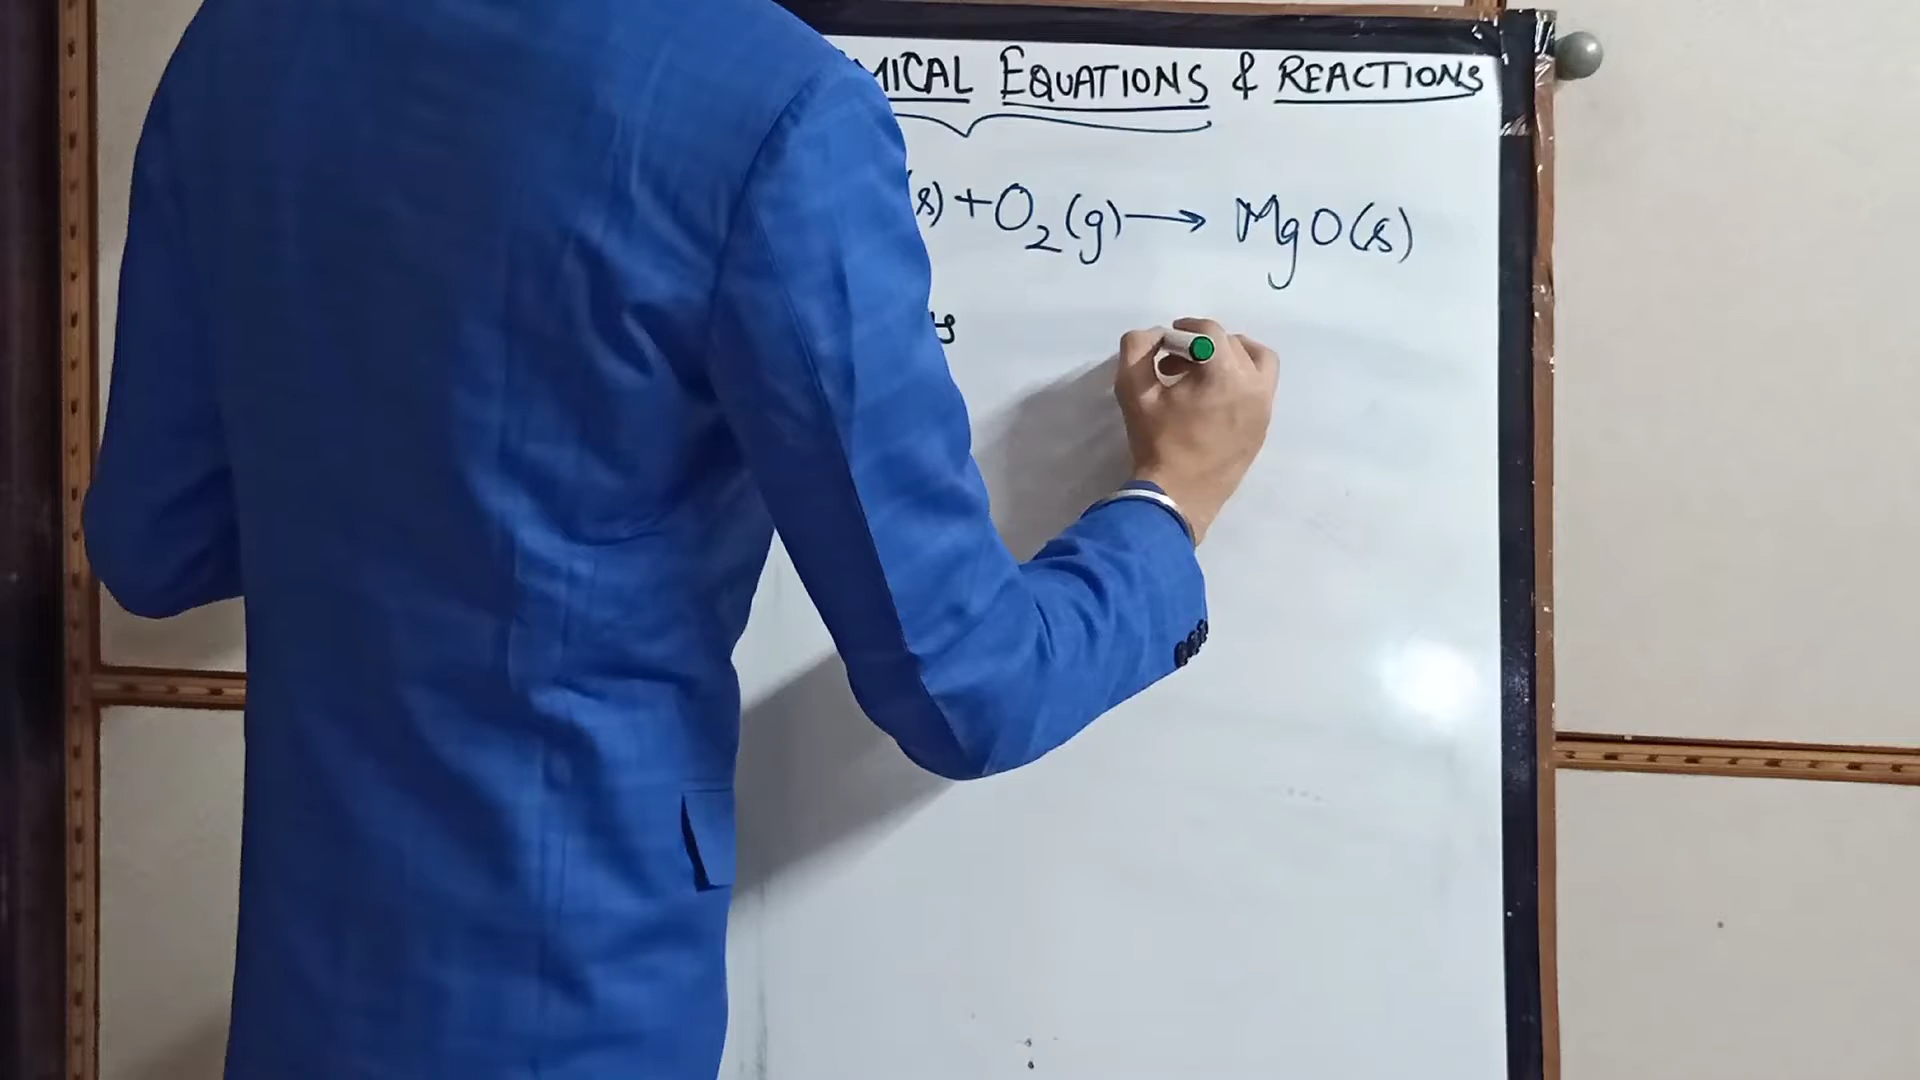 MICAL EQUATIONS & REACTIONS
(s) + O₂(g) → MgO(s)